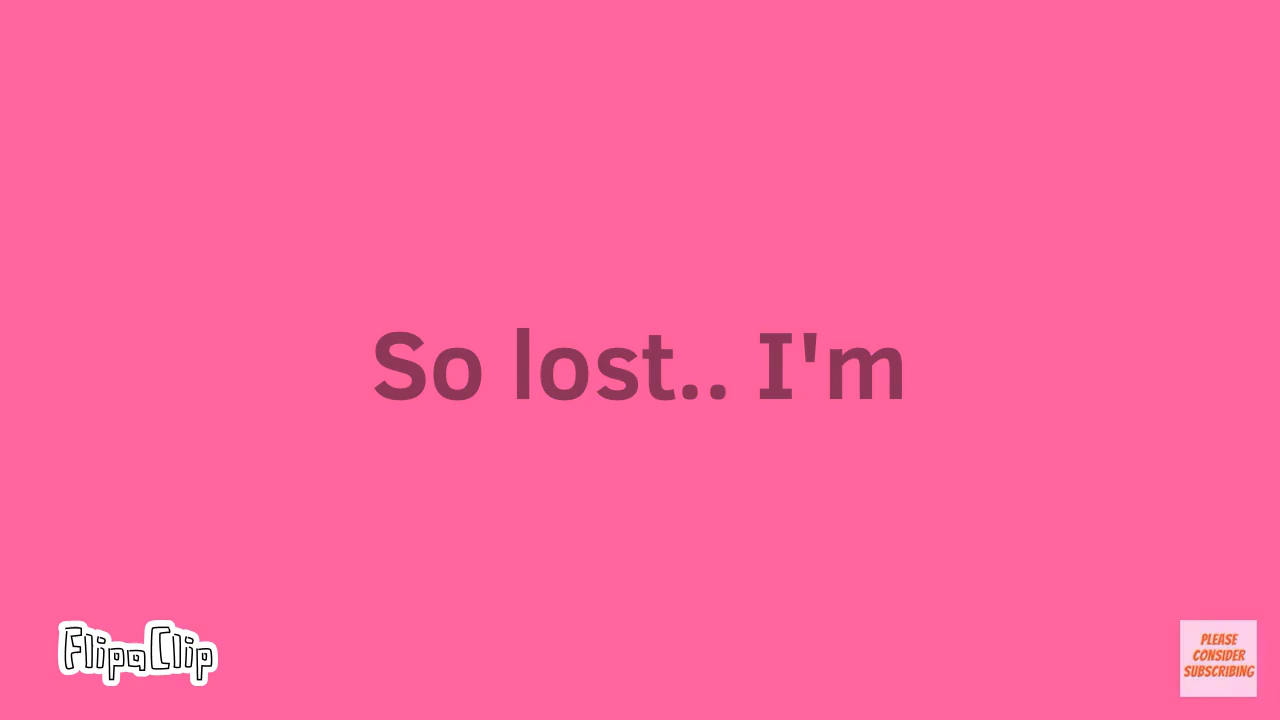 So lost.. I'm
FlipaClip
PLEASE
CONSIDER
SUBSCRIBING